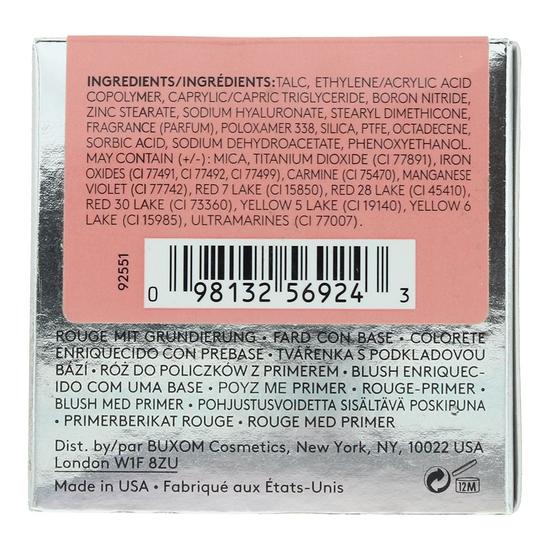 INGREDIENTS/INGRÉDIENTS:TALC, ETHYLENE/ACRYLIC ACID
COPOLYMER, CAPRYLIC/CAPRIC TRIGLYCERIDE, BORON NITRIDE,
ZINC STEARATE, SODIUM HYALURONATE, STEARYL DIMETHICONE,
FRAGRANCE (PARFUM), POLOXAMER 338, SILICA, PTFE, OCTADECENE,
SORBIC ACID, SODIUM DEHYDROACETATE, PHENOXYETHANOL.
MAY CONTAIN (+/-): MICA, TITANIUM DIOXIDE (CI 77891), IRON
OXIDES (CI 77491, CI 77492, CI 77499), CARMINE (CI 75470), MANGANESE
VIOLET (CI 77742), RED 7 LAKE (CI 15850), RED 28 LAKE (CI 45410),
RED 30 LAKE (CI 73360), YELLOW 5 LAKE (CI 19140), YELLOW 6
LAKE (CI 15985), ULTRAMARINES (CI 77007).
92551
0 98132 56924 3
ROUGE MIT GRUNDIERUNG • FARD CON BASE • COLORETE
ENRIQUECIDO CON PREBASE • TVÁŘENKA S PODKLADOVOU
BÁZÍ • RÓŻ DO POLICZKÓW Z PRIMEREM • BLUSH ENRIQUEC-
IDO COM UMA BASE • ΡΟΥΖ ΜΕ PRIMER • ROUGE-PRIMER •
BLUSH MED PRIMER • POHJUSTUSVOIDETTA SISÄLTÄVÄ POSKIPUNA
• PRIMERBERIKAT ROUGE • ROUGE MED PRIMER
Dist. by/par BUXOM Cosmetics, New York, NY, 10022 USA
London W1F 8ZU
Made in USA • Fabriqué aux États-Unis
12M